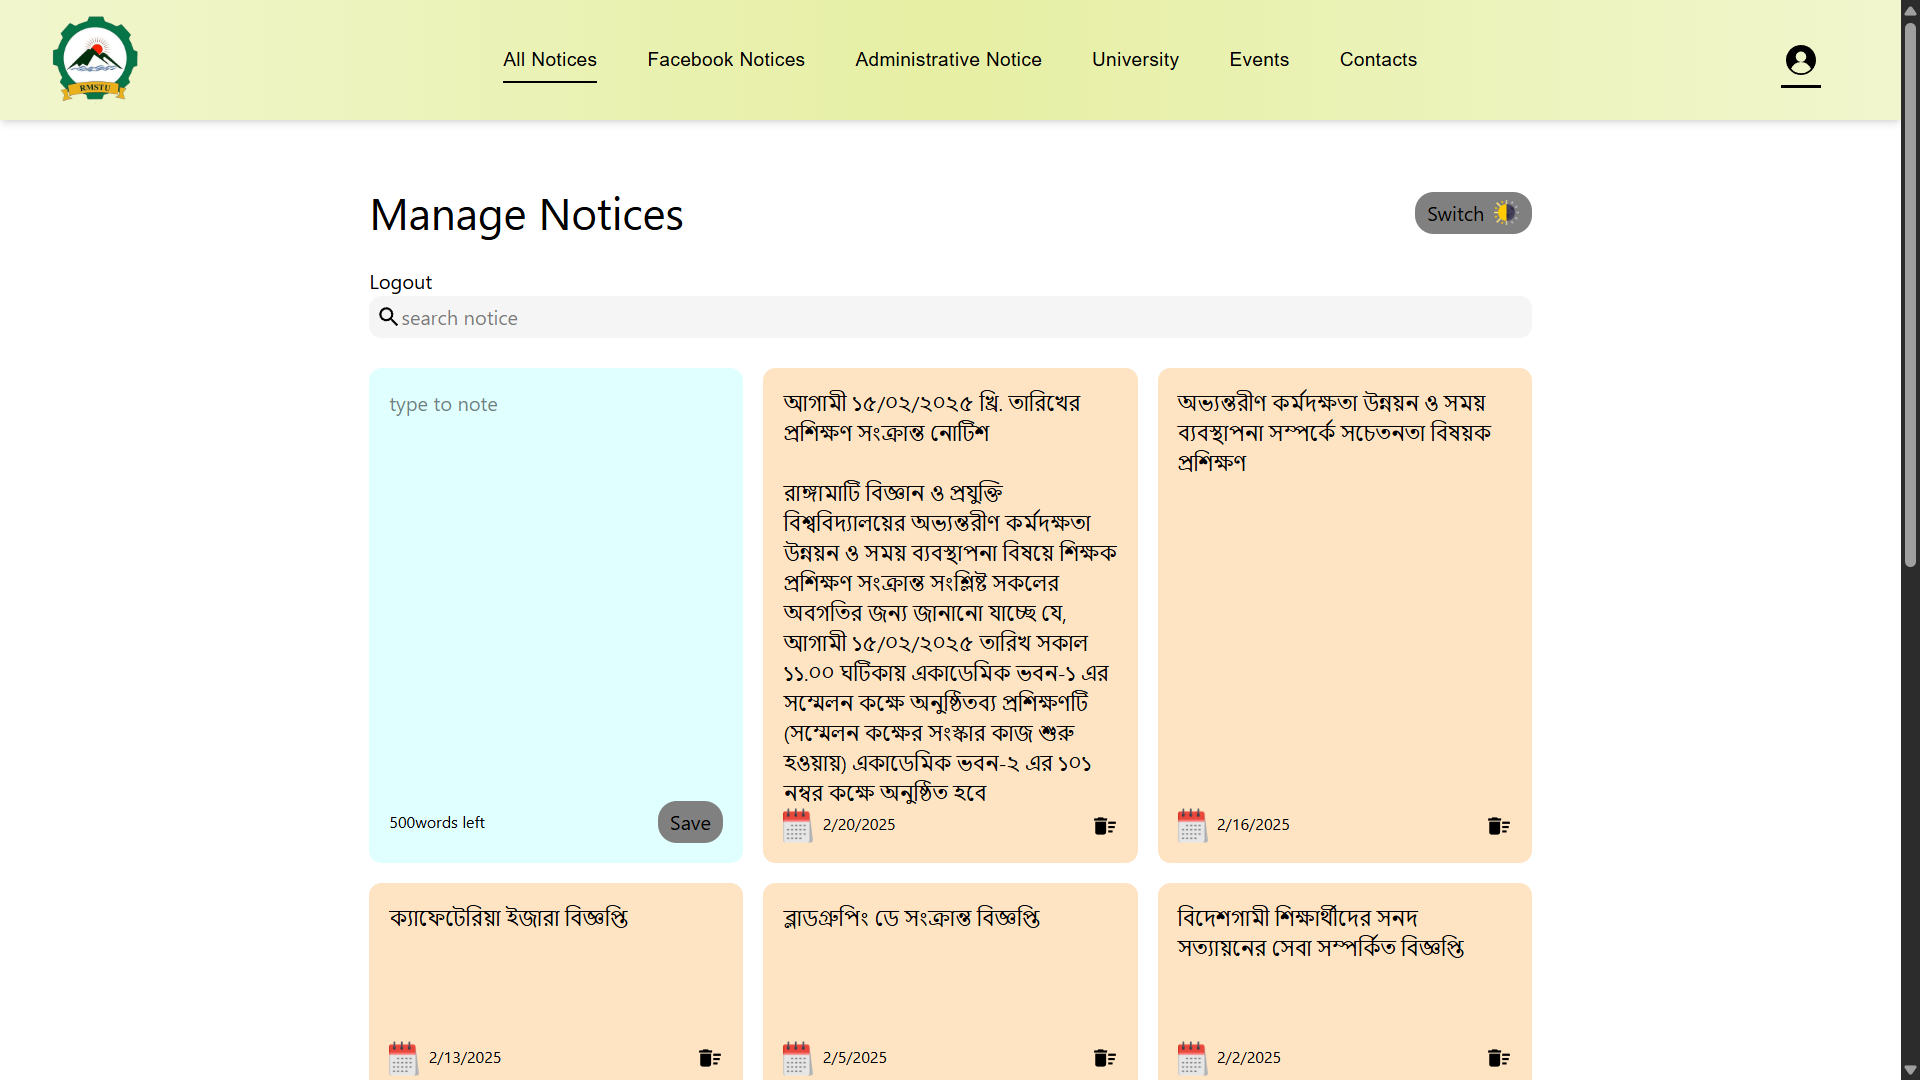 RMSTU
All Notices
Facebook Notices
Administrative Notice
University
Events
Contacts
Manage Notices
Switch
Logout
search notice
type to note
500words left
Save
আগামী ১৫/০২/২০২৫ খ্রি. তারিখের
প্রশিক্ষণ সংক্রান্ত নোটিশ
রাঙ্গামাটি বিজ্ঞান ও প্রযুক্তি
বিশ্ববিদ্যালয়ের অভ্যন্তরীণ কর্মদক্ষতা
উন্নয়ন ও সময় ব্যবস্থাপনা বিষয়ে শিক্ষক
প্রশিক্ষণ সংক্রান্ত সংশ্লিষ্ট সকলের
অবগতির জন্য জানানো যাচ্ছে যে,
আগামী ১৫/০২/২০২৫ তারিখ সকাল
১১.০০ ঘটিকায় একাডেমিক ভবন-১ এর
সম্মেলন কক্ষে অনুষ্ঠিতব্য প্রশিক্ষণটি
(সম্মেলন কক্ষের সংস্কার কাজ শুরু
হওয়ায়) একাডেমিক ভবন-২ এর ১০১
নম্বর কক্ষে অনুষ্ঠিত হবে
2/20/2025
অভ্যন্তরীণ কর্মদক্ষতা উন্নয়ন ও সময়
ব্যবস্থাপনা সম্পর্কে সচেতনতা বিষয়ক
প্রশিক্ষণ
2/16/2025
ক্যাফেটেরিয়া ইজারা বিজ্ঞপ্তি
2/13/2025
ব্লাডগ্রুপিং ডে সংক্রান্ত বিজ্ঞপ্তি
2/5/2025
বিদেশগামী শিক্ষার্থীদের সনদ
সত্যায়নের সেবা সম্পর্কিত বিজ্ঞপ্তি
2/2/2025